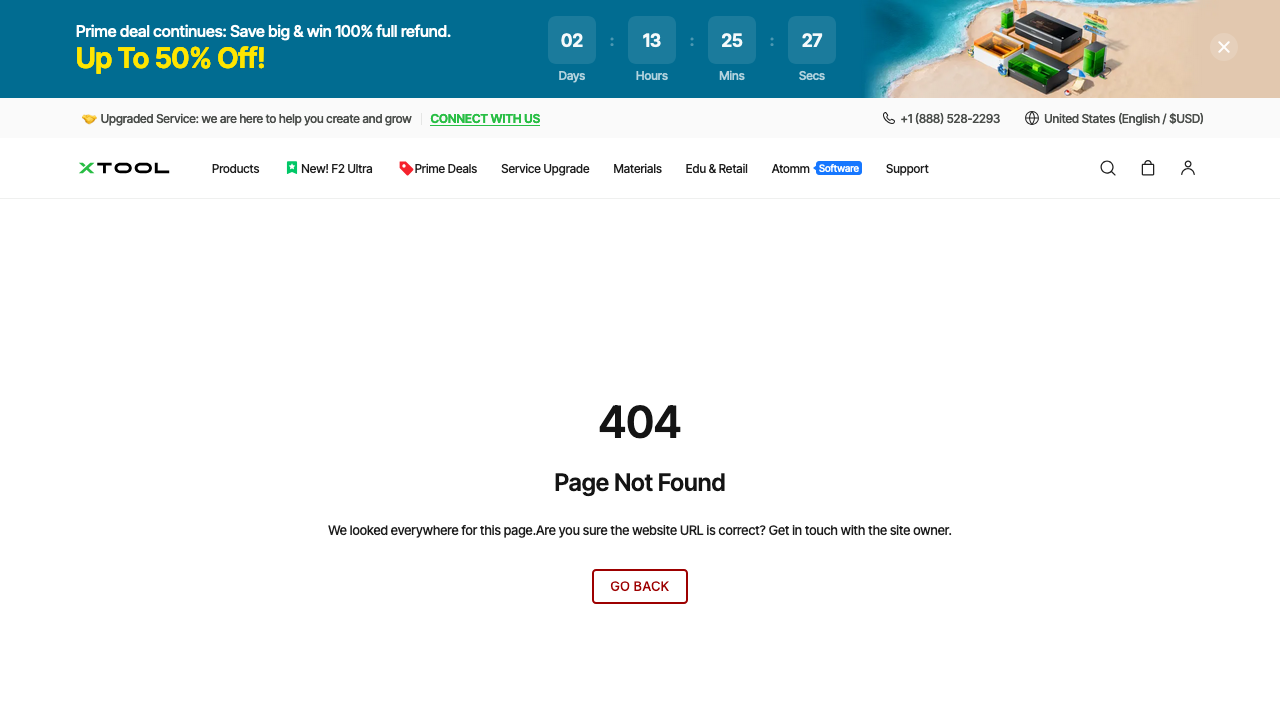 Prime deal continues: Save big & win 100% full refund.
Up To 50% Off!
02 : 13 : 25 : 27
Days Hours Mins Secs
🤝 Upgraded Service: we are here to help you create and grow | CONNECT WITH US
+1 (888) 528-2293
United States (English / $USD)
XTOOL
Products
New! F2 Ultra
Prime Deals
Service Upgrade
Materials
Edu & Retail
Atomm Software
Support
404
Page Not Found
We looked everywhere for this page.Are you sure the website URL is correct? Get in touch with the site owner.
GO BACK